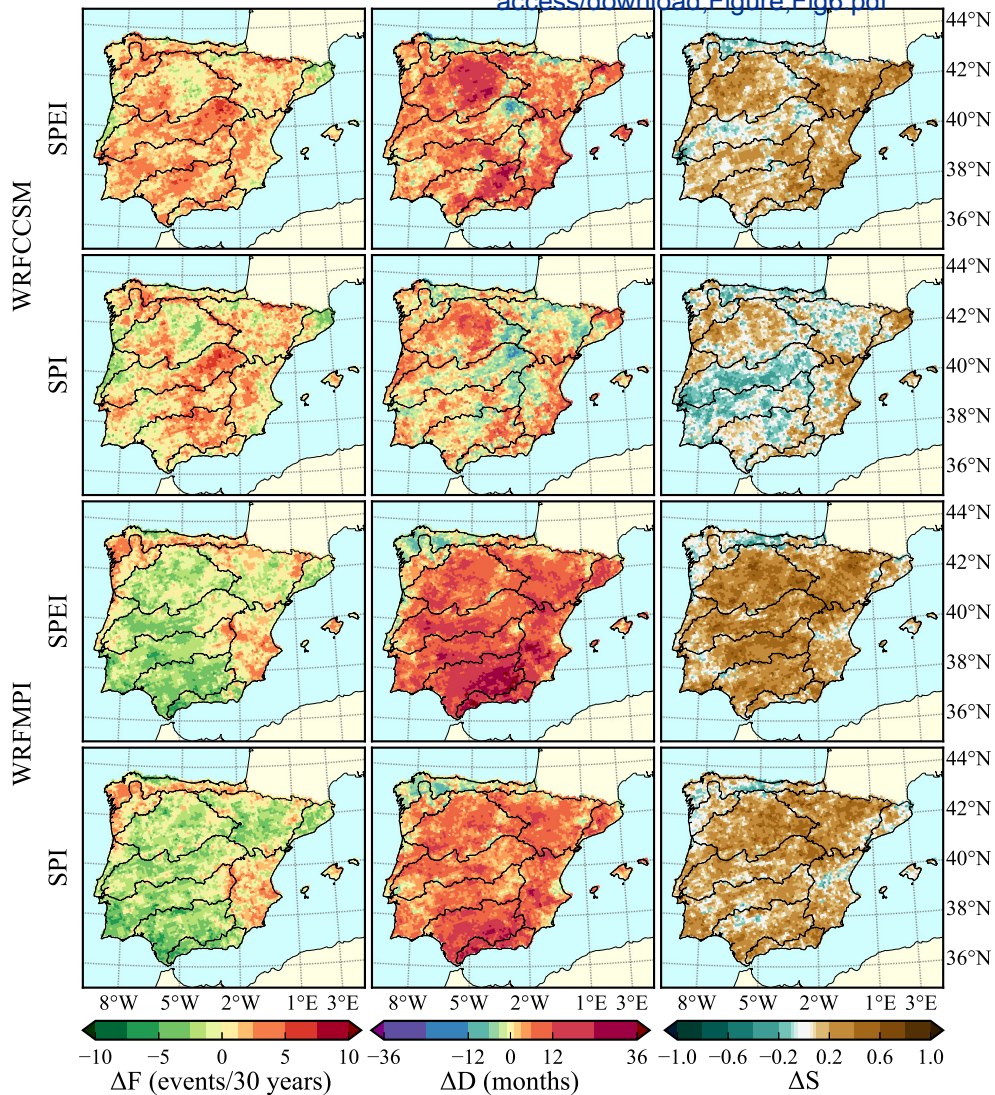 access/download;Figure;Fig6.pdf
WRFCCSM
SPEI
44°N
42°N
40°N
38°N
36°N
SPI
44°N
42°N
40°N
38°N
36°N
WRFMPI
SPEI
44°N
42°N
40°N
38°N
36°N
SPI
44°N
42°N
40°N
38°N
36°N
8°W 5°W 2°W 1°E 3°E 8°W 5°W 2°W 1°E 3°E 8°W 5°W 2°W 1°E 3°E
−10 −5 0 5 10 −36 −12 0 12 36 −1.0 −0.6 −0.2 0.2 0.6 1.0
ΔF (events/30 years) ΔD (months) ΔS